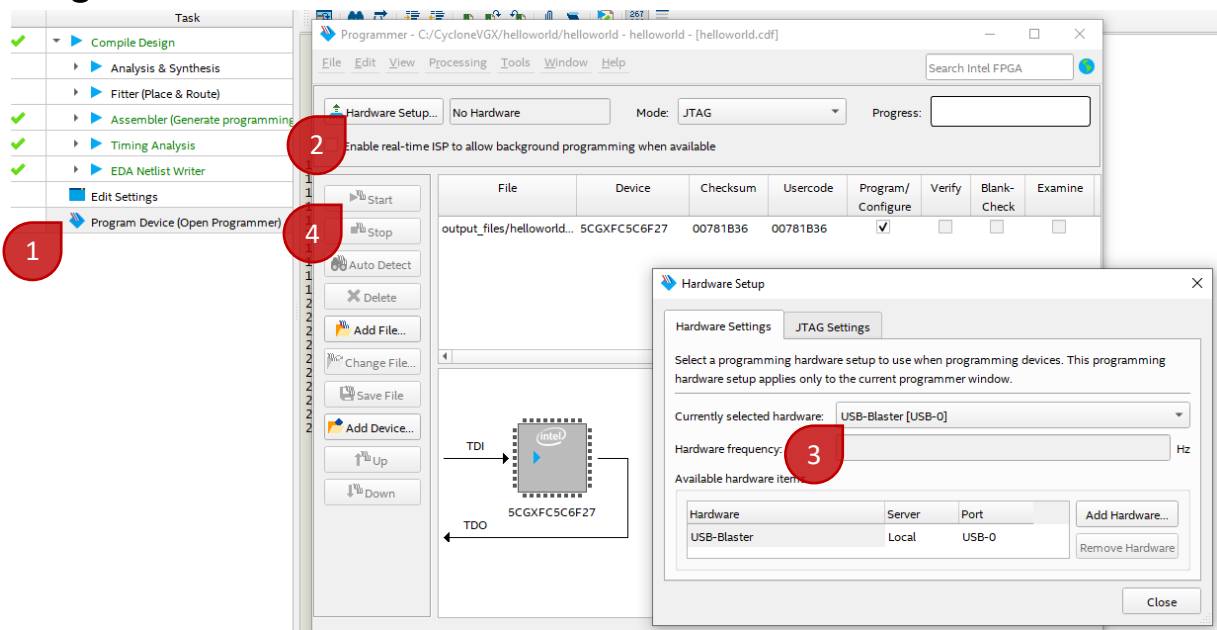 Task
Compile Design
Analysis & Synthesis
Fitter (Place & Route)
Assembler (Generate programming
Timing Analysis
EDA Netlist Writer
Edit Settings
Program Device (Open Programmer)
1
267
Programmer - C:/CycloneVGX/helloworld/helloworld - helloworld - [helloworld.cdf]
File Edit View Processing Tools Window Help
Search Intel FPGA
Hardware Setup... No Hardware Mode: JTAG Progress:
2
Enable real-time ISP to allow background programming when available
Start
4
Stop
Auto Detect
Delete
Add File...
Change File...
Save File
Add Device...
Up
Down
File Device Checksum Usercode Program/ Configure Verify Blank- Check Examine
output_files/helloworld... 5CGXFC5C6F27 00781B36 00781B36
TDI
intel
5CGXFC5C6F27
TDO
Hardware Setup
Hardware Settings JTAG Settings
Select a programming hardware setup to use when programming devices. This programming
hardware setup applies only to the current programmer window.
Currently selected hardware: USB-Blaster [USB-0]
Hardware frequency: Hz
3
Available hardware items
Hardware Server Port
USB-Blaster Local USB-0
Add Hardware...
Remove Hardware
Close